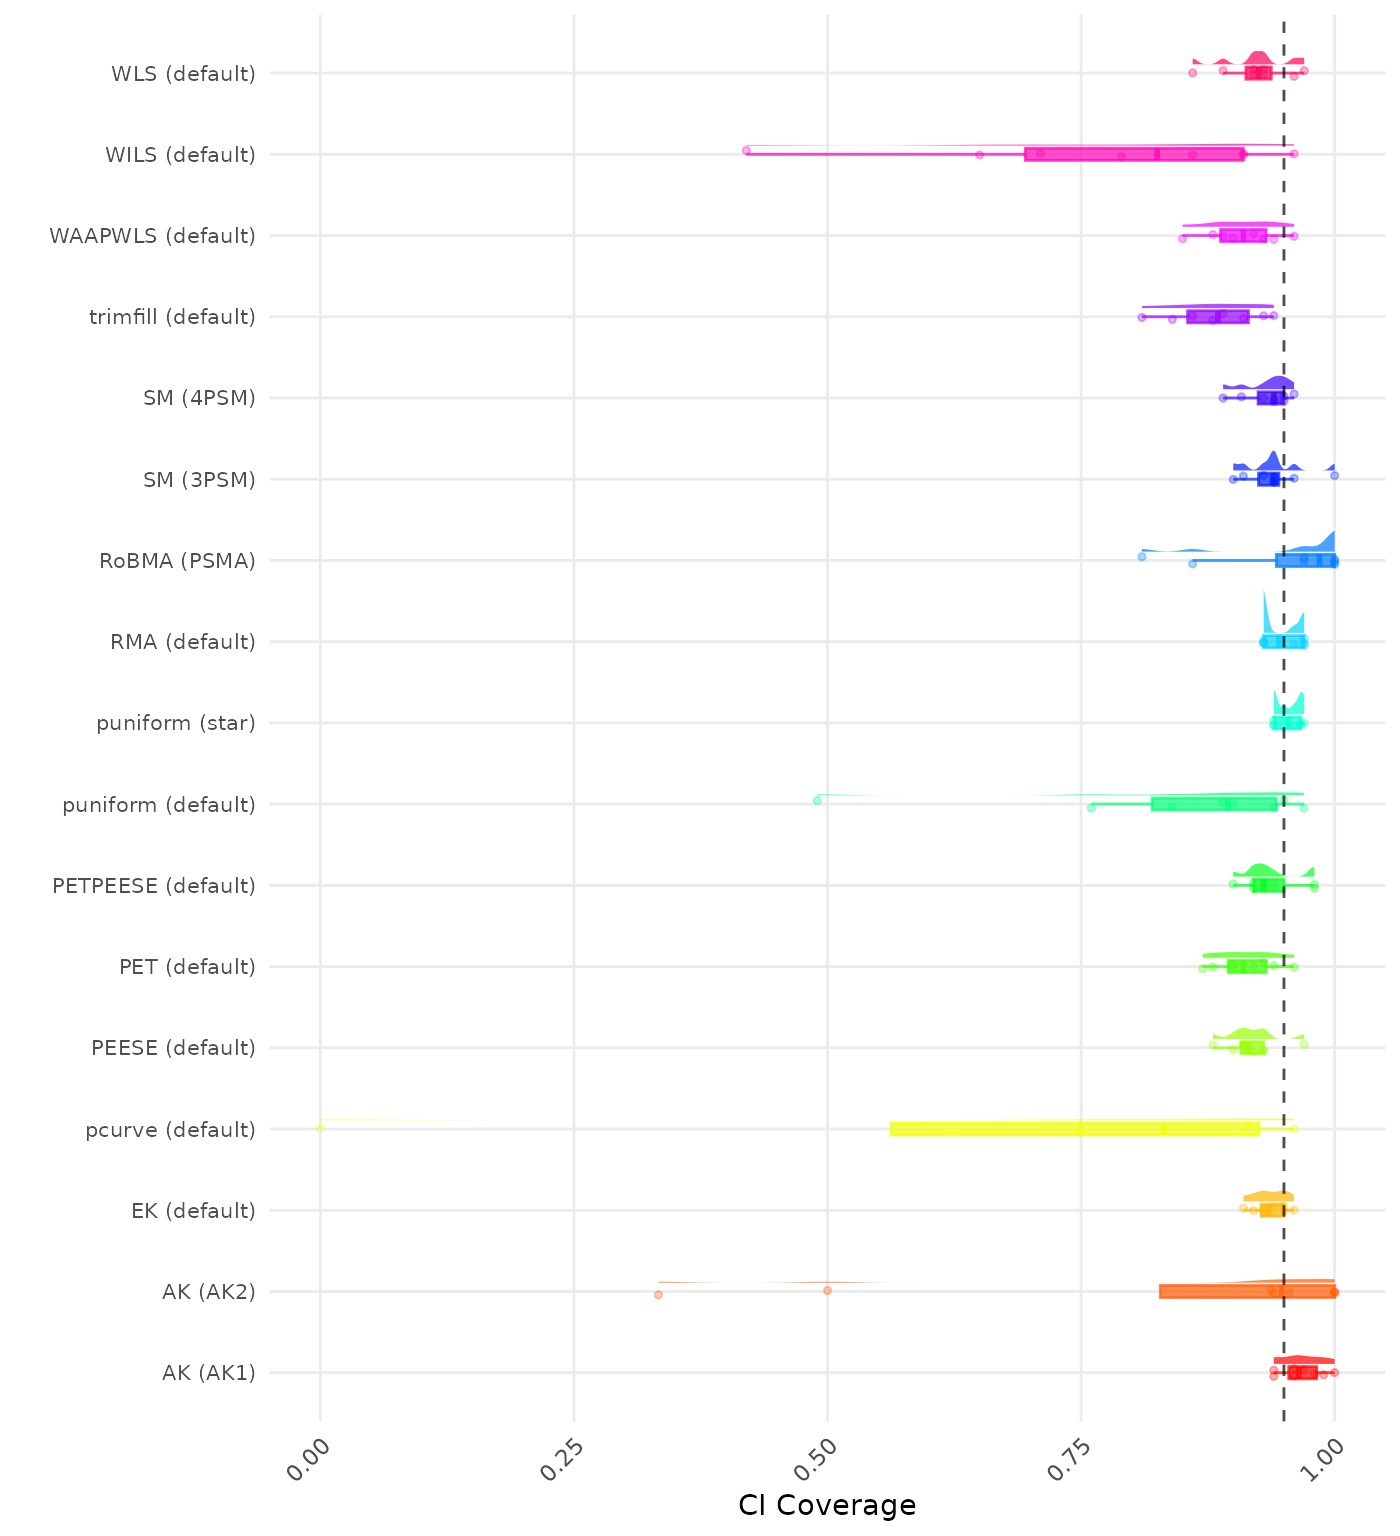 WLS (default)
WILS (default)
WAAPWLS (default)
trimfill (default)
SM (4PSM)
SM (3PSM)
RoBMA (PSMA)
RMA (default)
puniform (star)
puniform (default)
PETPEESE (default)
PET (default)
PEESE (default)
pcurve (default)
EK (default)
AK (AK2)
AK (AK1)
0.00 0.25 0.50 0.75 1.00
CI Coverage